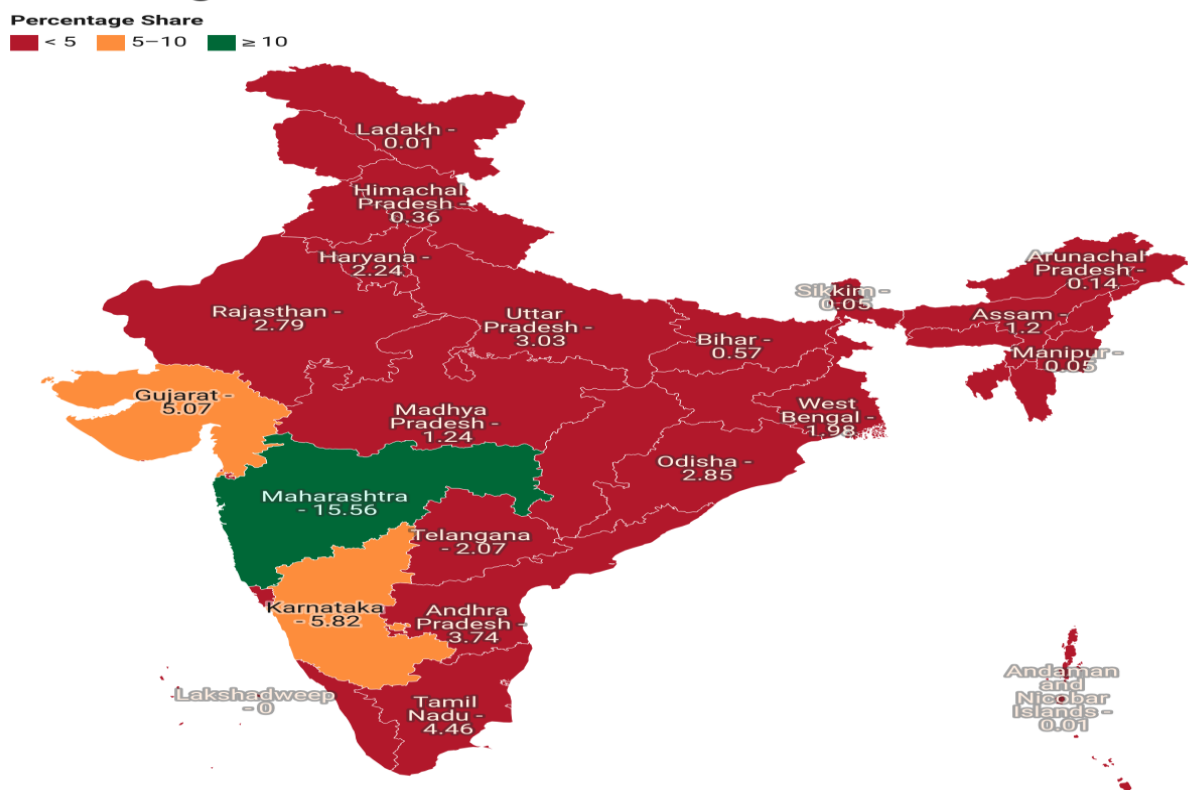 Percentage Share
< 5
5–10
≥ 10
Ladakh -
0.01
Himachal
Pradesh -
0.36
Haryana -
2.24
Rajasthan -
2.79
Uttar
Pradesh -
3.03
Bihar -
0.57
Sikkim -
0.05
Arunachal
Pradesh -
0.14
Assam -
1.2
Manipur -
0.05
Gujarat -
5.07
Madhya
Pradesh -
1.24
West
Bengal -
1.98
Odisha -
2.85
Maharashtra
- 15.56
Telangana
- 2.07
Karnataka
- 5.82
Andhra
Pradesh -
3.74
Lakshadweep
- 0
Tamil
Nadu -
4.46
Andaman
and
Nicobar
Islands -
0.01